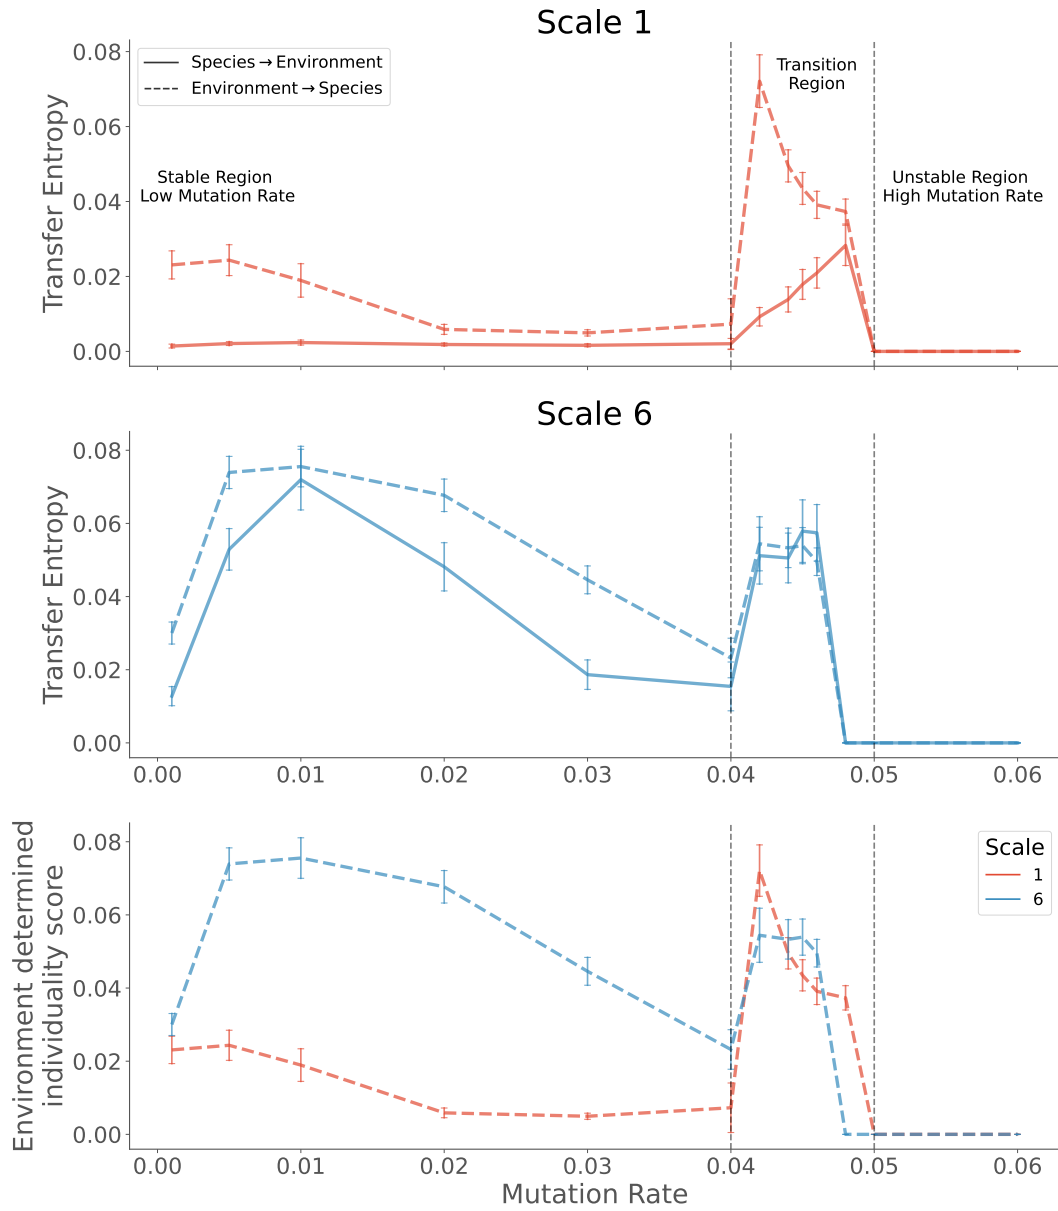 Scale 1
Transfer Entropy
0.08
0.06
0.04
0.02
0.00
Species → Environment
Environment → Species
Stable Region
Low Mutation Rate
Transition
Region
Unstable Region
High Mutation Rate
Scale 6
Transfer Entropy
0.08
0.06
0.04
0.02
0.00
0.00 0.01 0.02 0.03 0.04 0.05 0.06
Environment determined
individuality score
0.08
0.06
0.04
0.02
0.00
Scale
1
6
0.00 0.01 0.02 0.03 0.04 0.05 0.06
Mutation Rate